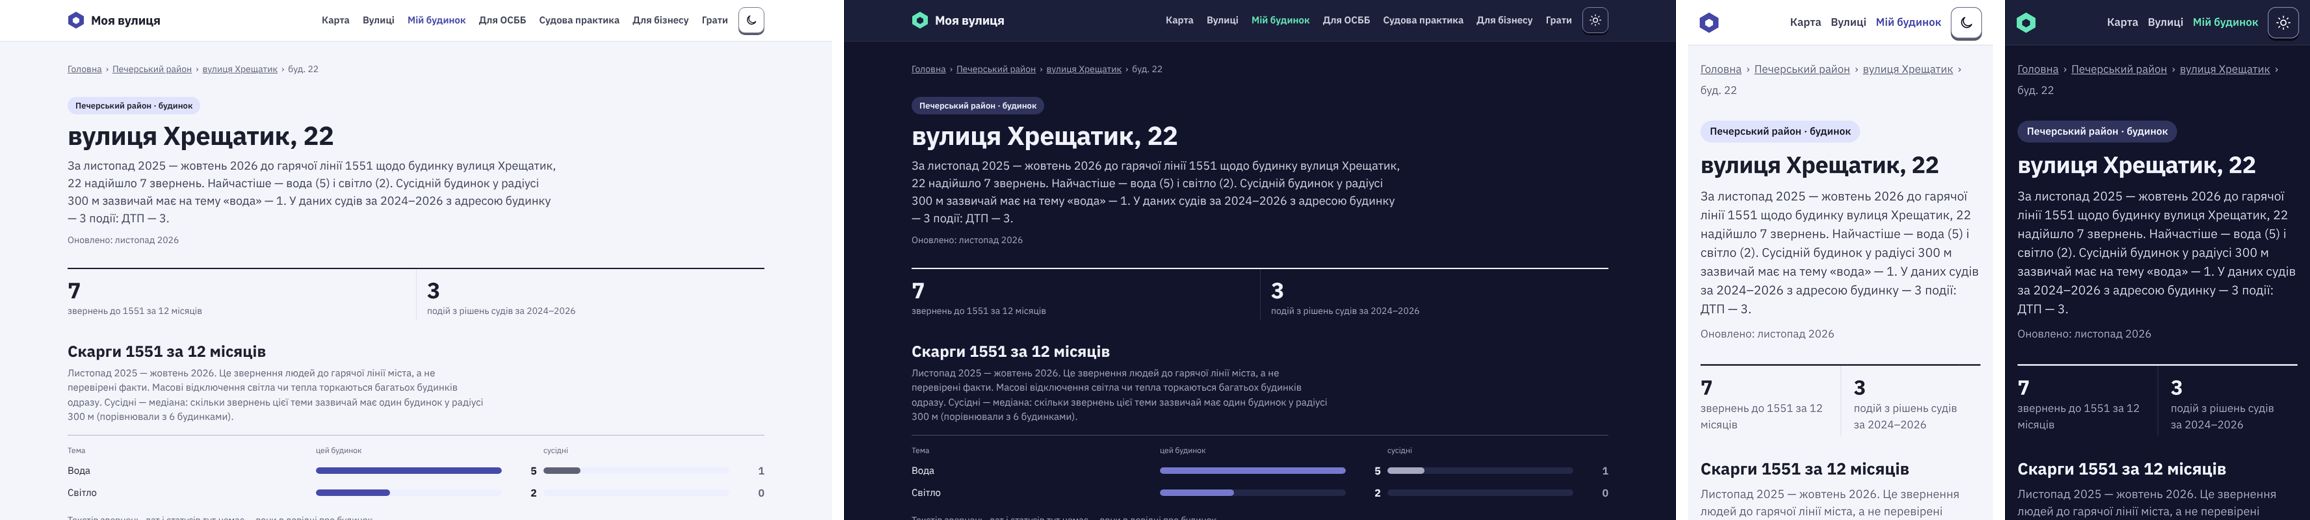 Моя вулиця
Карта Вулиці Мій будинок Для ОСББ Судова практика Для бізнесу Грати
Головна › Печерський район › вулиця Хрещатик › буд. 22
Печерський район · будинок
вулиця Хрещатик, 22
За листопад 2025 — жовтень 2026 до гарячої лінії 1551 щодо будинку вулиця Хрещатик,
22 надійшло 7 звернень. Найчастіше — вода (5) і світло (2). Сусідній будинок у радіусі
300 м зазвичай має на тему «вода» — 1. У даних судів за 2024–2026 з адресою будинку
— 3 події: ДТП — 3.
Оновлено: листопад 2026
7
звернень до 1551 за 12 місяців
3
подій з рішень судів за 2024–2026
Скарги 1551 за 12 місяців
Листопад 2025 — жовтень 2026. Це звернення людей до гарячої лінії міста, а не
перевірені факти. Масові відключення світла чи тепла торкаються багатьох будинків
одразу. Сусідні — медіана: скільки звернень цієї теми зазвичай має один будинок у радіусі
300 м (порівнювали з 6 будинками).
Тема цей будинок сусідні
Вода 5 1
Світло 2 0
Моя вулиця
Карта Вулиці Мій будинок Для ОСББ Судова практика Для бізнесу Грати
Головна › Печерський район › вулиця Хрещатик › буд. 22
Печерський район · будинок
вулиця Хрещатик, 22
За листопад 2025 — жовтень 2026 до гарячої лінії 1551 щодо будинку вулиця Хрещатик,
22 надійшло 7 звернень. Найчастіше — вода (5) і світло (2). Сусідній будинок у радіусі
300 м зазвичай має на тему «вода» — 1. У даних судів за 2024–2026 з адресою будинку
— 3 події: ДТП — 3.
Оновлено: листопад 2026
7
звернень до 1551 за 12 місяців
3
подій з рішень судів за 2024–2026
Скарги 1551 за 12 місяців
Листопад 2025 — жовтень 2026. Це звернення людей до гарячої лінії міста, а не
перевірені факти. Масові відключення світла чи тепла торкаються багатьох будинків
одразу. Сусідні — медіана: скільки звернень цієї теми зазвичай має один будинок у радіусі
300 м (порівнювали з 6 будинками).
Тема цей будинок сусідні
Вода 5 1
Світло 2 0
Карта Вулиці Мій будинок
Головна › Печерський район › вулиця Хрещатик ›
буд. 22
Печерський район · будинок
вулиця Хрещатик, 22
За листопад 2025 — жовтень 2026 до гарячої
лінії 1551 щодо будинку вулиця Хрещатик, 22
надійшло 7 звернень. Найчастіше — вода (5) і
світло (2). Сусідній будинок у радіусі 300 м
зазвичай має на тему «вода» — 1. У даних судів
за 2024–2026 з адресою будинку — 3 події:
ДТП — 3.
Оновлено: листопад 2026
7
звернень до 1551 за 12
місяців
3
подій з рішень судів
за 2024–2026
Скарги 1551 за 12 місяців
Листопад 2025 — жовтень 2026. Це звернення
людей до гарячої лінії міста, а не перевірені
Карта Вулиці Мій будинок
Головна › Печерський район › вулиця Хрещатик ›
буд. 22
Печерський район · будинок
вулиця Хрещатик, 22
За листопад 2025 — жовтень 2026 до гарячої
лінії 1551 щодо будинку вулиця Хрещатик, 22
надійшло 7 звернень. Найчастіше — вода (5) і
світло (2). Сусідній будинок у радіусі 300 м
зазвичай має на тему «вода» — 1. У даних судів
за 2024–2026 з адресою будинку — 3 події:
ДТП — 3.
Оновлено: листопад 2026
7
звернень до 1551 за 12
місяців
3
подій з рішень судів
за 2024–2026
Скарги 1551 за 12 місяців
Листопад 2025 — жовтень 2026. Це звернення
людей до гарячої лінії міста, а не перевірені